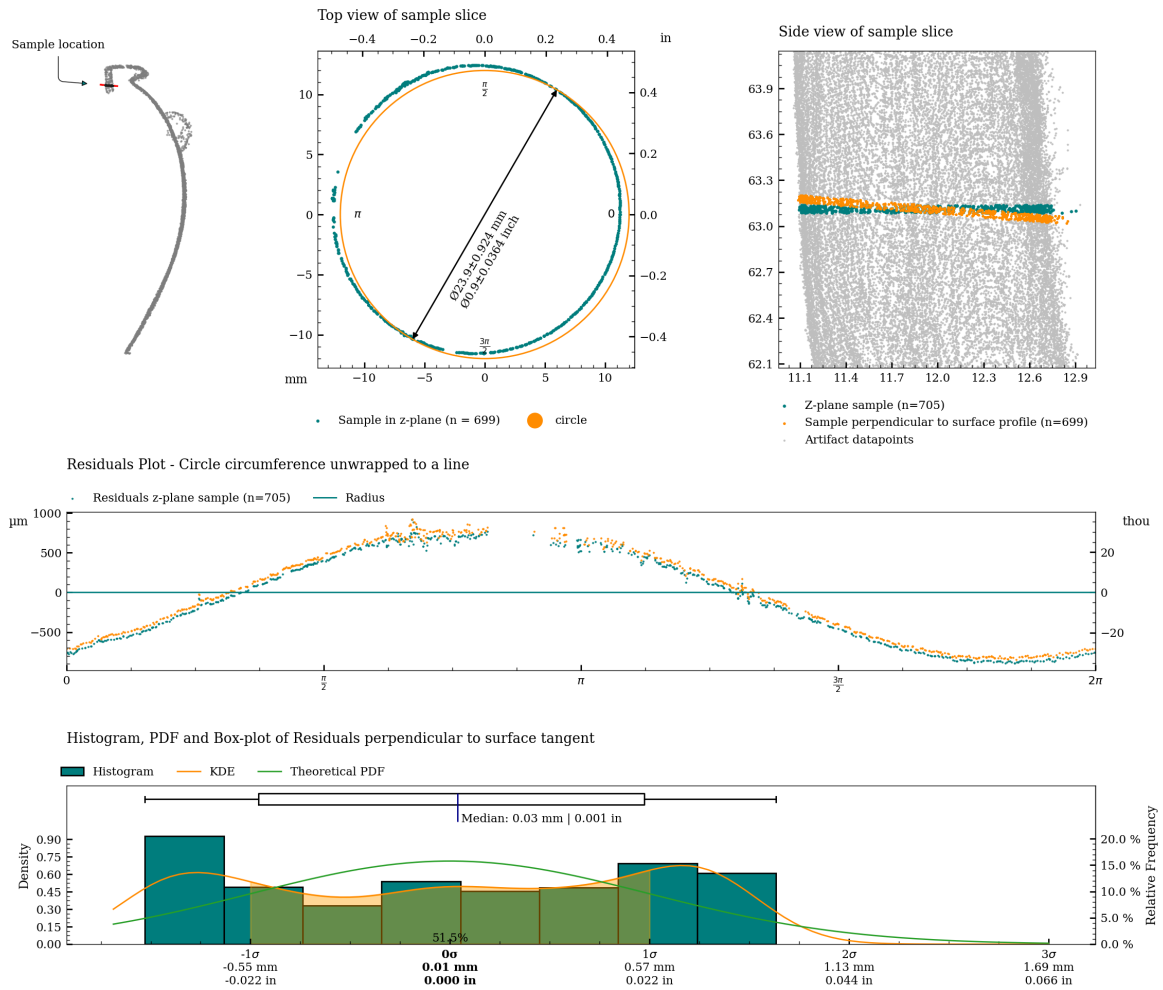 Sample location
Top view of sample slice
−0.4 −0.2 0.0 0.2 0.4 in
10
5
0
−5
−10
0.4
0.2
0.0
−0.2
−0.4
π/2
π
0
3π/2
Ø23.9±0.924 mm
Ø0.9±0.0364 inch
mm −10 −5 0 5 10
Sample in z-plane (n = 699) circle
Side view of sample slice
63.9
63.6
63.3
63.0
62.7
62.4
62.1
11.1 11.4 11.7 12.0 12.3 12.6 12.9
Z-plane sample (n=705)
Sample perpendicular to surface profile (n=699)
Artifact datapoints
Residuals Plot - Circle circumference unwrapped to a line
Residuals z-plane sample (n=705) Radius
µm
1000
500
0
−500
thou
20
0
−20
0 π/2 π 3π/2 2π
Histogram, PDF and Box-plot of Residuals perpendicular to surface tangent
Histogram KDE Theoretical PDF
Median: 0.03 mm | 0.001 in
Density
0.90
0.75
0.60
0.45
0.30
0.15
0.00
Relative Frequency
20.0 %
15.0 %
10.0 %
5.0 %
0.0 %
51.5%
-1σ 0σ 1σ 2σ 3σ
-0.55 mm 0.01 mm 0.57 mm 1.13 mm 1.69 mm
-0.022 in 0.000 in 0.022 in 0.044 in 0.066 in